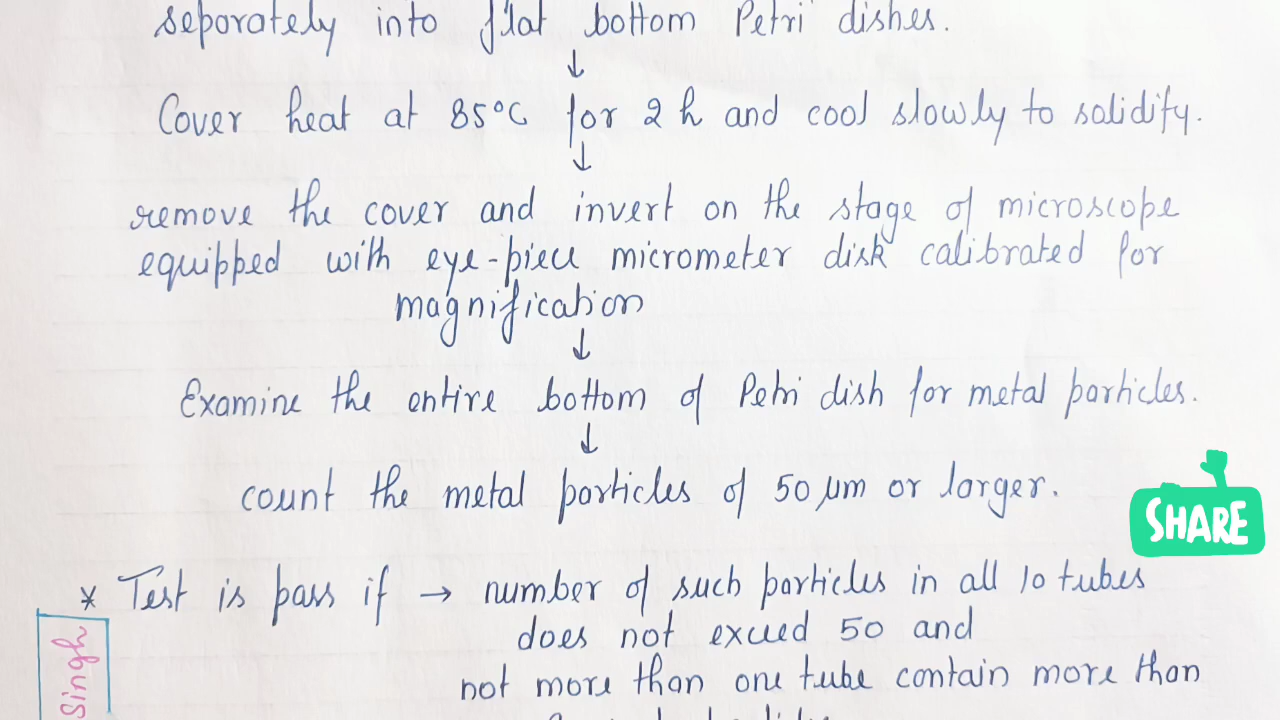 separately into flat bottom Petri dishes.
↓
Cover heat at 85°C for 2 h and cool slowly to solidify.
↓
remove the cover and invert on the stage of microscope
equipped with eye-piece micrometer disk calibrated for
magnification
↓
Examine the entire bottom of Petri dish for metal particles.
↓
count the metal particles of 50 µm or larger.
SHARE
* Test is pass if → number of such particles in all 10 tubes
does not exceed 50 and
not more than one tube contain more than
Singh